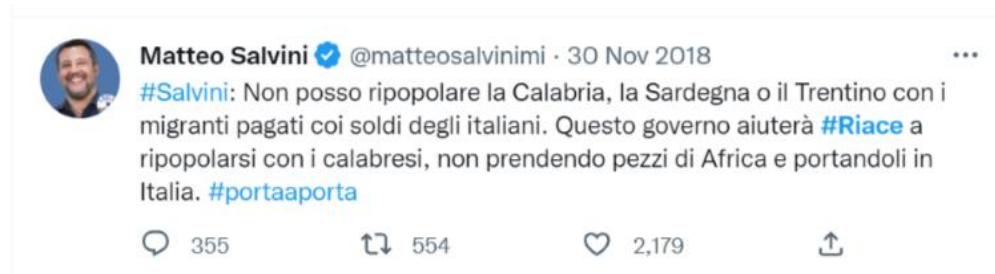 Matteo Salvini @matteosalvinimi · 30 Nov 2018
#Salvini: Non posso ripopolare la Calabria, la Sardegna o il Trentino con i
migranti pagati coi soldi degli italiani. Questo governo aiuterà #Riace a
ripopolarsi con i calabresi, non prendendo pezzi di Africa e portandoli in
Italia. #portaaporta
355 554 2,179